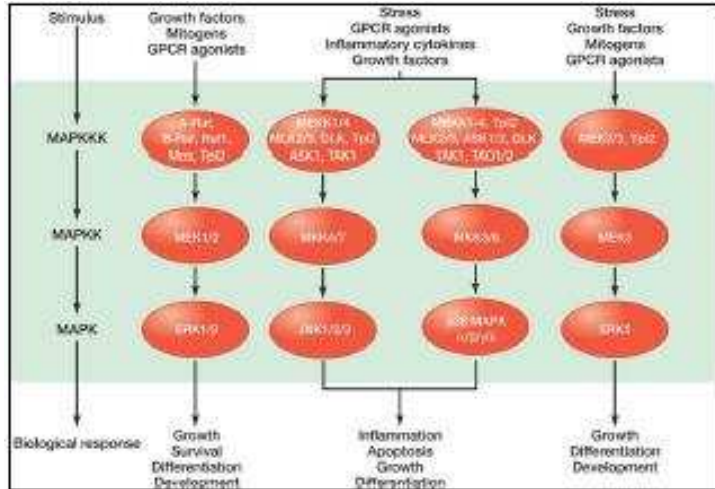 Stimulus
Growth factors
Mitogens
GPCR agonists
Stress
GPCR agonists
Inflammatory cytokines
Growth factors
Stress
Growth factors
Mitogens
GPCR agonists
MAPKKK
A-Raf,
Mos, Tpl2
MEKK1/4
MLK2/3, DLK, Tpl2
ASK1, TAK1
MEKK1-4, Tpl2
MLK2/3, ASK1/2, DLK
TAK1, TAO1/2
MEK2/3, Tpl2
MAPKK
MEK1/2
MKK4/7
MKK3/6
MEK5
MAPK
ERK1/2
JNK1/2/3
p38 MAPK
ERK5
Biological response
Growth
Survival
Differentiation
Development
Inflammation
Apoptosis
Growth
Differentiation
Growth
Differentiation
Development